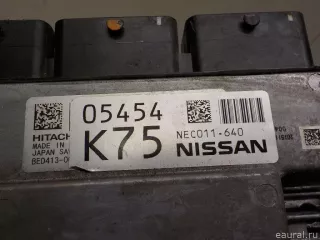 05454
HITACHI
MADE IN
JAPAN
K75
NEC011-640
NISSAN
eaural.ru